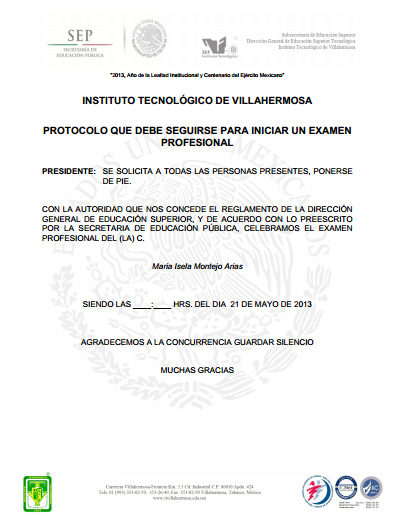 SEP
SECRETARÍA DE
EDUCACIÓN PÚBLICA
SEP
Subsecretaría de Educación Superior
Dirección General de Educación Superior Tecnológica
Instituto Tecnológico de Villahermosa
"2013, Año de la Lealtad Institucional y Centenario del Ejército Mexicano"
INSTITUTO TECNOLÓGICO DE VILLAHERMOSA
PROTOCOLO QUE DEBE SEGUIRSE PARA INICIAR UN EXAMEN
PROFESIONAL
PRESIDENTE: SE SOLICITA A TODAS LAS PERSONAS PRESENTES, PONERSE
DE PIE.
CON LA AUTORIDAD QUE NOS CONCEDE EL REGLAMENTO DE LA DIRECCIÓN
GENERAL DE EDUCACIÓN SUPERIOR, Y DE ACUERDO CON LO PREESCRITO
POR LA SECRETARIA DE EDUCACIÓN PÚBLICA, CELEBRAMOS EL EXAMEN
PROFESIONAL DEL (LA) C.
María Isela Montejo Arias
SIENDO LAS ____:____ HRS. DEL DIA 21 DE MAYO DE 2013
AGRADECEMOS A LA CONCURRENCIA GUARDAR SILENCIO
MUCHAS GRACIAS
Carretera Villahermosa-Frontera Km. 3.5 Cd. Industrial C.P. 86010 Apdo. 424
Tels. 01 (993) 353-02-59, 353-26-49, Fax. 353-02-50 Villahermosa, Tabasco, México
www.itvillahermosa.edu.mx